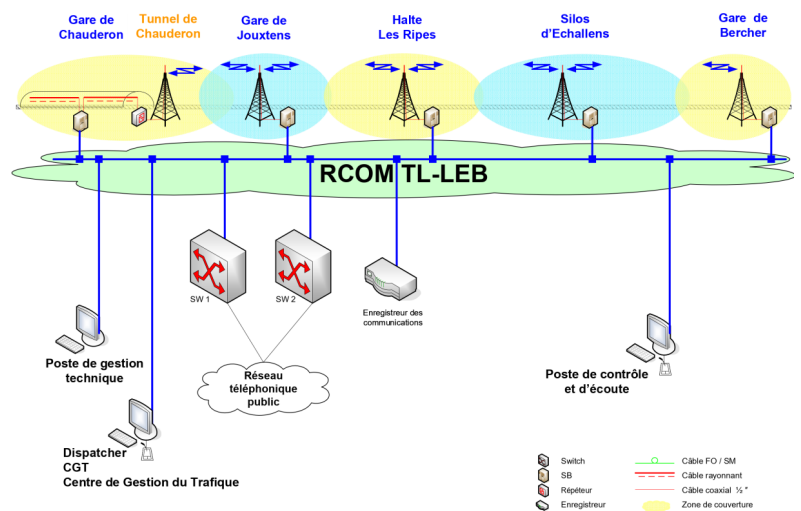 Gare de
Chauderon
Tunnel de
Chauderon
Gare de
Jouxtens
Halte
Les Ripes
Silos
d'Echallens
Gare de
Bercher
RCOM TL-LEB
SW 1
SW 2
Enregistreur des
communications
Poste de gestion
technique
Réseau
téléphonique
public
Poste de contrôle
et d'écoute
Dispatcher
CGT
Centre de Gestion du Trafique
Switch
SB
Répéteur
Enregistreur
Câble FO / SM
Câble rayonnant
Câble coaxial ½ "
Zone de couverture